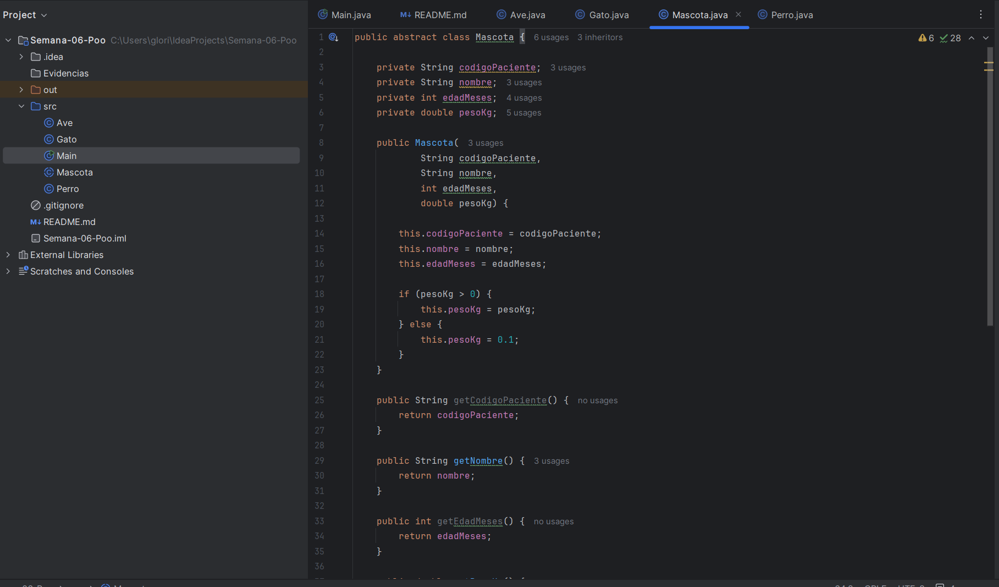 Project
Main.java README.md Ave.java Gato.java Mascota.java Perro.java
Semana-06-Poo C:\Users\glori\IdeaProjects\Semana-06-Poo
.idea
Evidencias
out
src
Ave
Gato
Main
Mascota
Perro
.gitignore
README.md
Semana-06-Poo.iml
External Libraries
Scratches and Consoles
6 28
1 public abstract class Mascota { 6 usages 3 inheritors
2
3 private String codigoPaciente; 3 usages
4 private String nombre; 3 usages
5 private int edadMeses; 4 usages
6 private double pesoKg; 5 usages
7
8 public Mascota( 3 usages
9 String codigoPaciente,
10 String nombre,
11 int edadMeses,
12 double pesoKg) {
13
14 this.codigoPaciente = codigoPaciente;
15 this.nombre = nombre;
16 this.edadMeses = edadMeses;
17
18 if (pesoKg > 0) {
19 this.pesoKg = pesoKg;
20 } else {
21 this.pesoKg = 0.1;
22 }
23 }
24
25 public String getCodigoPaciente() { no usages
26 return codigoPaciente;
27 }
28
29 public String getNombre() { 3 usages
30 return nombre;
31 }
32
33 public int getEdadMeses() { no usages
34 return edadMeses;
35 }
36